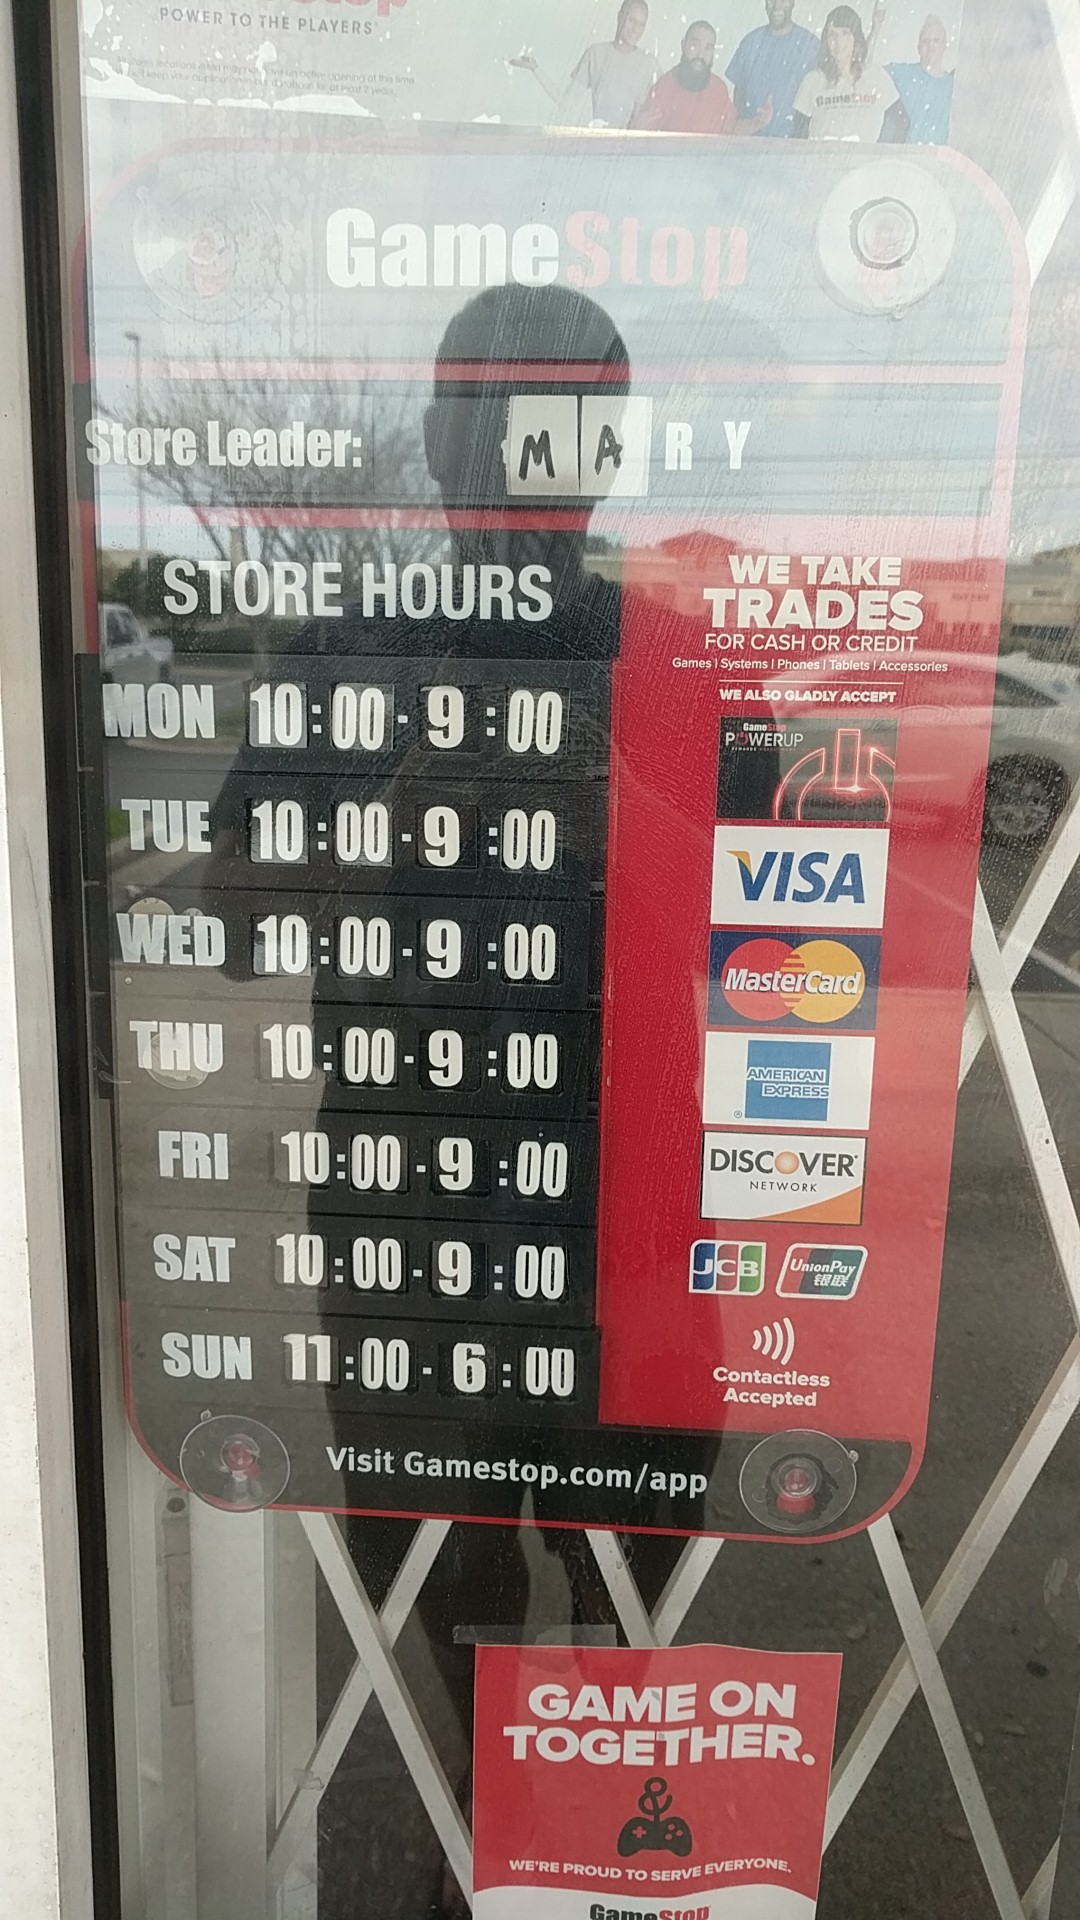 POWER TO THE PLAYERS
GameStop
GameStop
Store Leader: MARY
STORE HOURS
MON 10:00-9:00
TUE 10:00-9:00
WED 10:00-9:00
THU 10:00-9:00
FRI 10:00-9:00
SAT 10:00-9:00
SUN 11:00-6:00
WE TAKE
TRADES
FOR CASH OR CREDIT
Games | Systems | Phones | Tablets | Accessories
WE ALSO GLADLY ACCEPT
GameStop
POWERUP
REWARDS
VISA
MasterCard
AMERICAN
EXPRESS
DISCOVER
NETWORK
JCB
UnionPay
银联
Contactless
Accepted
Visit Gamestop.com/app
GAME ON
TOGETHER.
&
WE'RE PROUD TO SERVE EVERYONE.
GameStop